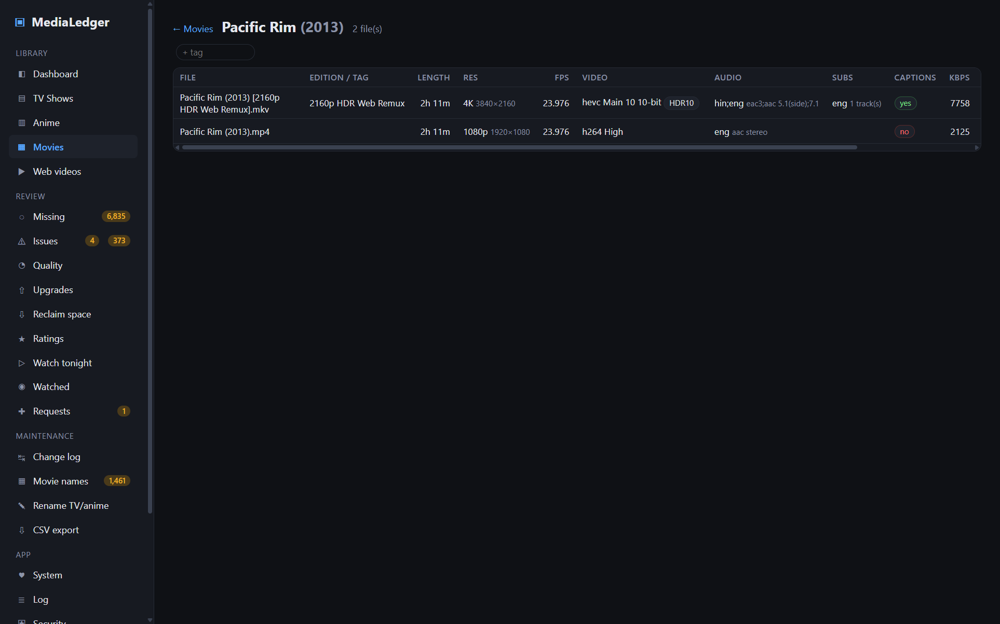 MediaLedger
LIBRARY
Dashboard
TV Shows
Anime
Movies
Web videos
REVIEW
Missing 6,835
Issues 4 373
Quality
Upgrades
Reclaim space
Ratings
Watch tonight
Watched
Requests 1
MAINTENANCE
Change log
Movie names 1,461
Rename TV/anime
CSV export
APP
System
Log
Security
← Movies Pacific Rim (2013) 2 file(s)
+ tag
FILE EDITION / TAG LENGTH RES FPS VIDEO AUDIO SUBS CAPTIONS KBPS
Pacific Rim (2013) [2160p
HDR Web Remux].mkv 2160p HDR Web Remux 2h 11m 4K 3840×2160 23.976 hevc Main 10 10-bit HDR10 hin;eng eac3;aac 5.1(side);7.1 eng 1 track(s) yes 7758
Pacific Rim (2013).mp4 2h 11m 1080p 1920×1080 23.976 h264 High eng aac stereo no 2125